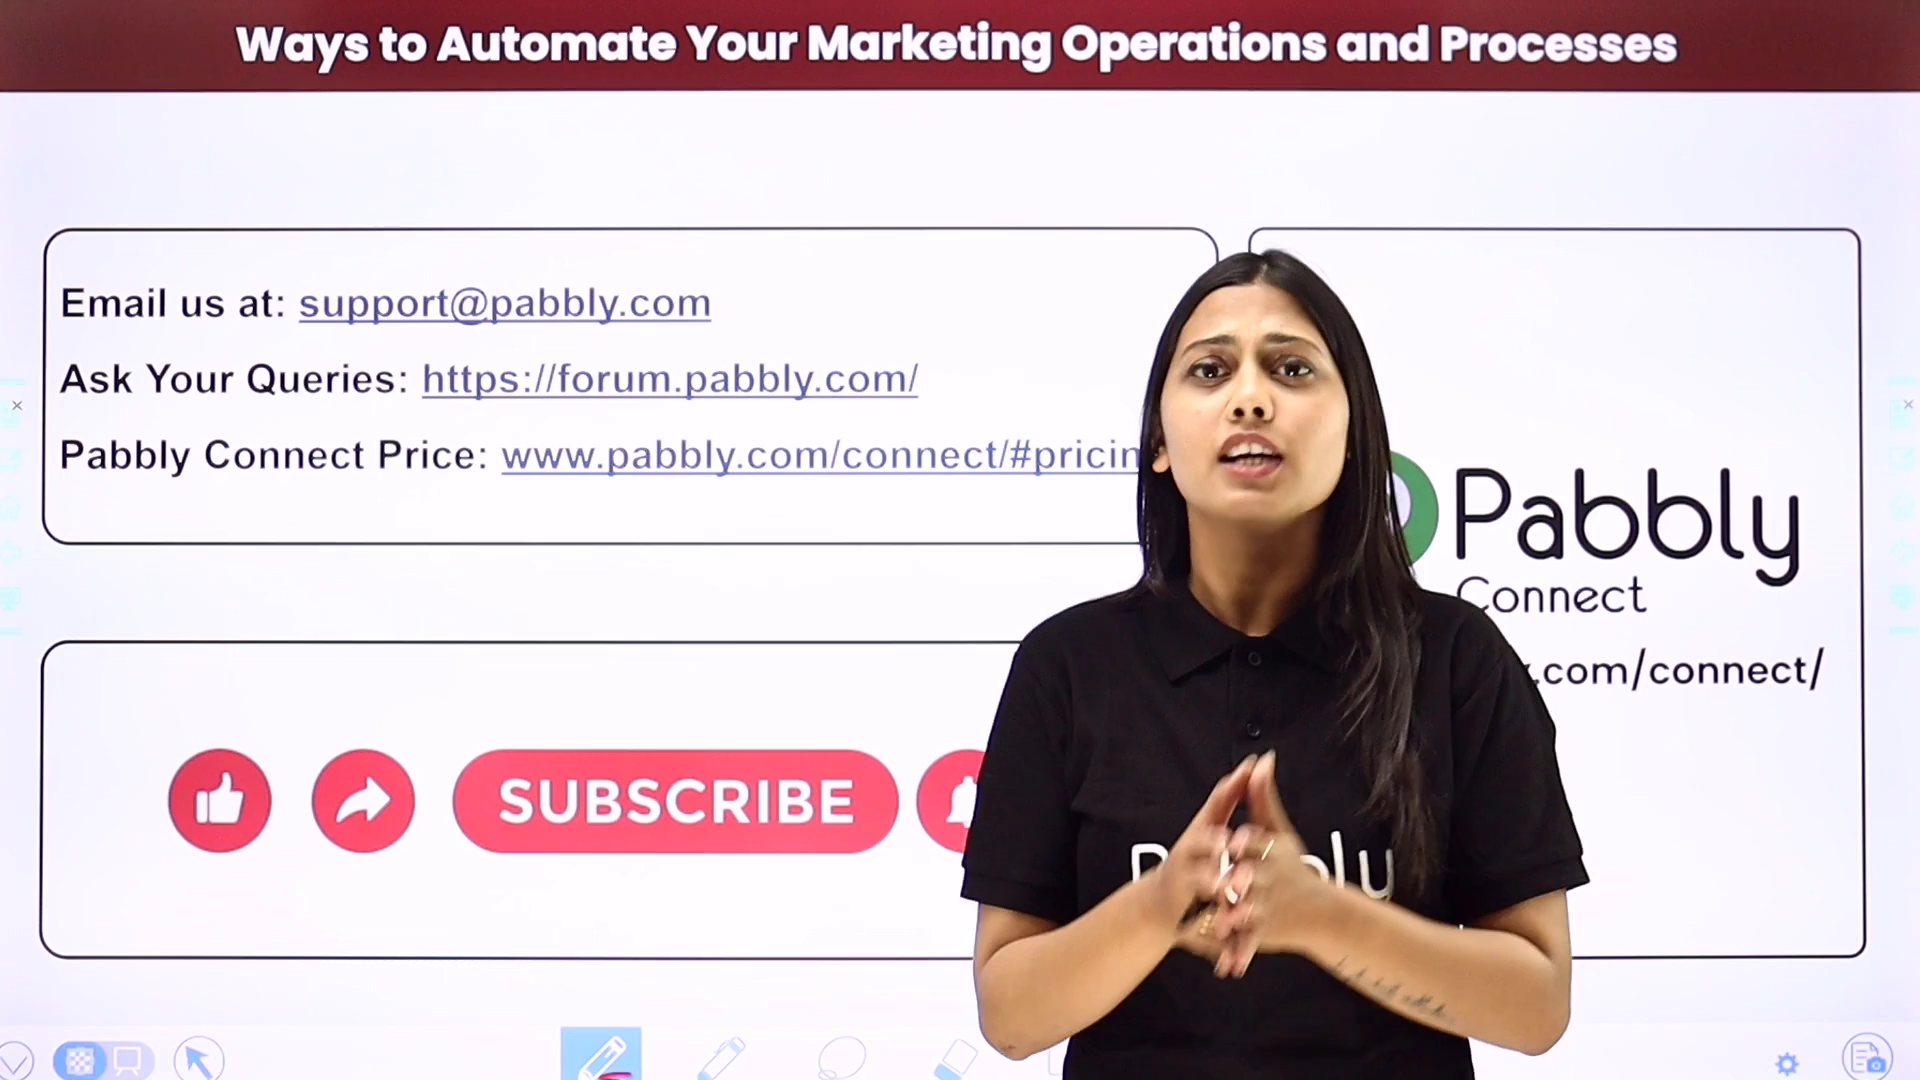 Ways to Automate Your Marketing Operations and Processes
Email us at: support@pabbly.com
Ask Your Queries: https://forum.pabbly.com/
Pabbly Connect Price: www.pabbly.com/connect/#pricin
Pabbly
Connect
.com/connect/
SUBSCRIBE